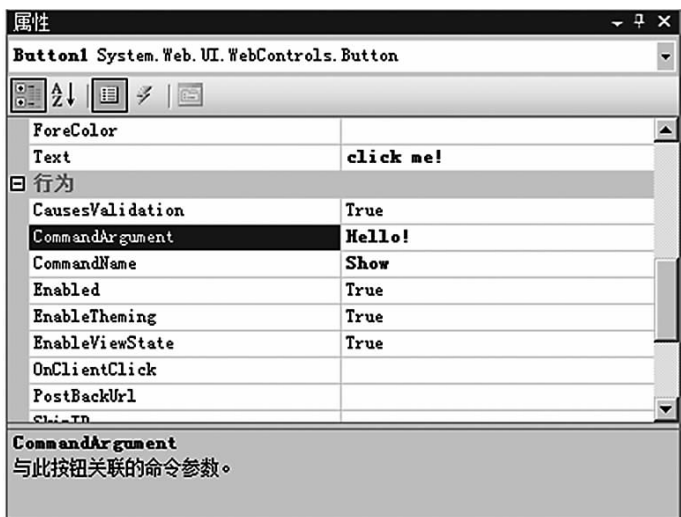 属性
Button1 System.Web.UI.WebControls.Button
ForeColor
Text click me!
行为
CausesValidation True
CommandArgument Hello!
CommandName Show
Enabled True
EnableTheming True
EnableViewState True
OnClientClick
PostBackUrl
SkinID
CommandArgument
与此按钮关联的命令参数。